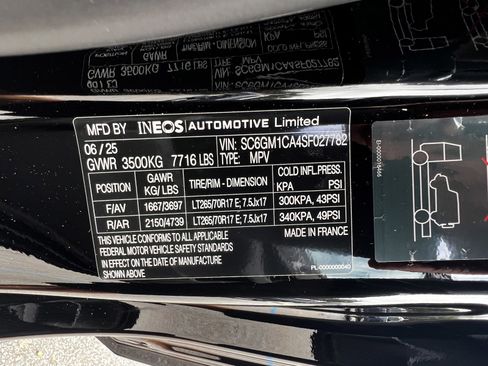 MFD BY INEOS AUTOMOTIVE Limited
06 / 25 VIN: SC6GM1CA4SF027782
GVWR 3500KG 7716 LBS TYPE: MPV
GAWR KG/ LBS TIRE/RIM - DIMENSION COLD INFL.PRESS. KPA PSI
F/AV 1667/3697 LT265/70R17 E; 7.5Jx17 300KPA, 43PSI
R/AR 2150/4739 LT265/70R17 E; 7.5Jx17 340KPA, 49PSI
THIS VEHICLE CONFORMS TO ALL APPLICABLE MADE IN FRANCE
FEDERAL MOTOR VEHICLE SAFETY STANDARDS
IN EFFECT ON THE DATE OF MANUFACTURE
SHOWN ABOVE
PL-0000000040